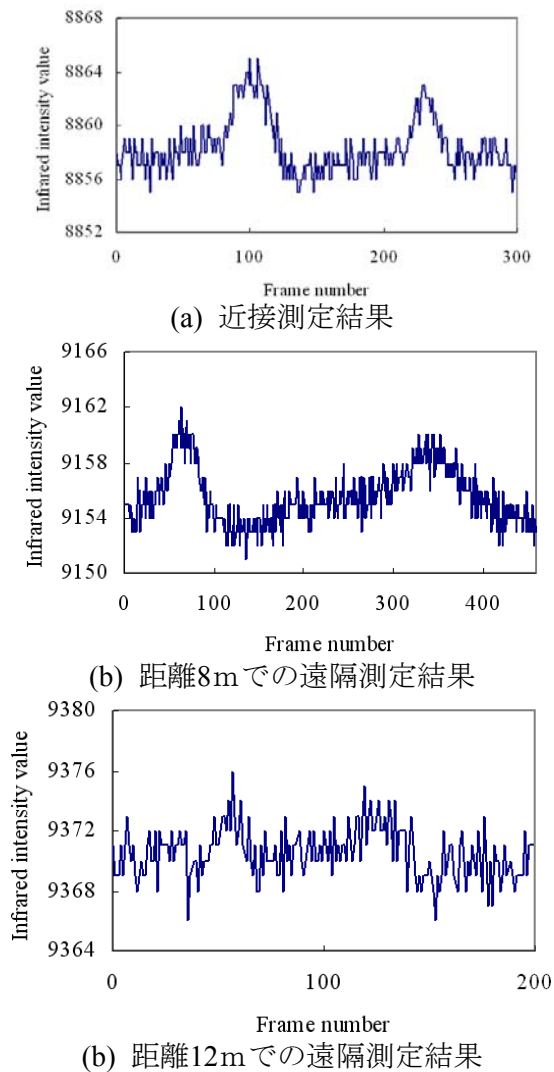 8868
8864
8860
8856
8852
Infrared intensity value
0 100 200 300
Frame number
(a) 近接測定結果
9166
9162
9158
9154
9150
Infrared intensity value
0 100 200 300 400
Frame number
(b) 距離8mでの遠隔測定結果
9380
9376
9372
9368
9364
Infrared intensity value
0 100 200
Frame number
(b) 距離12mでの遠隔測定結果